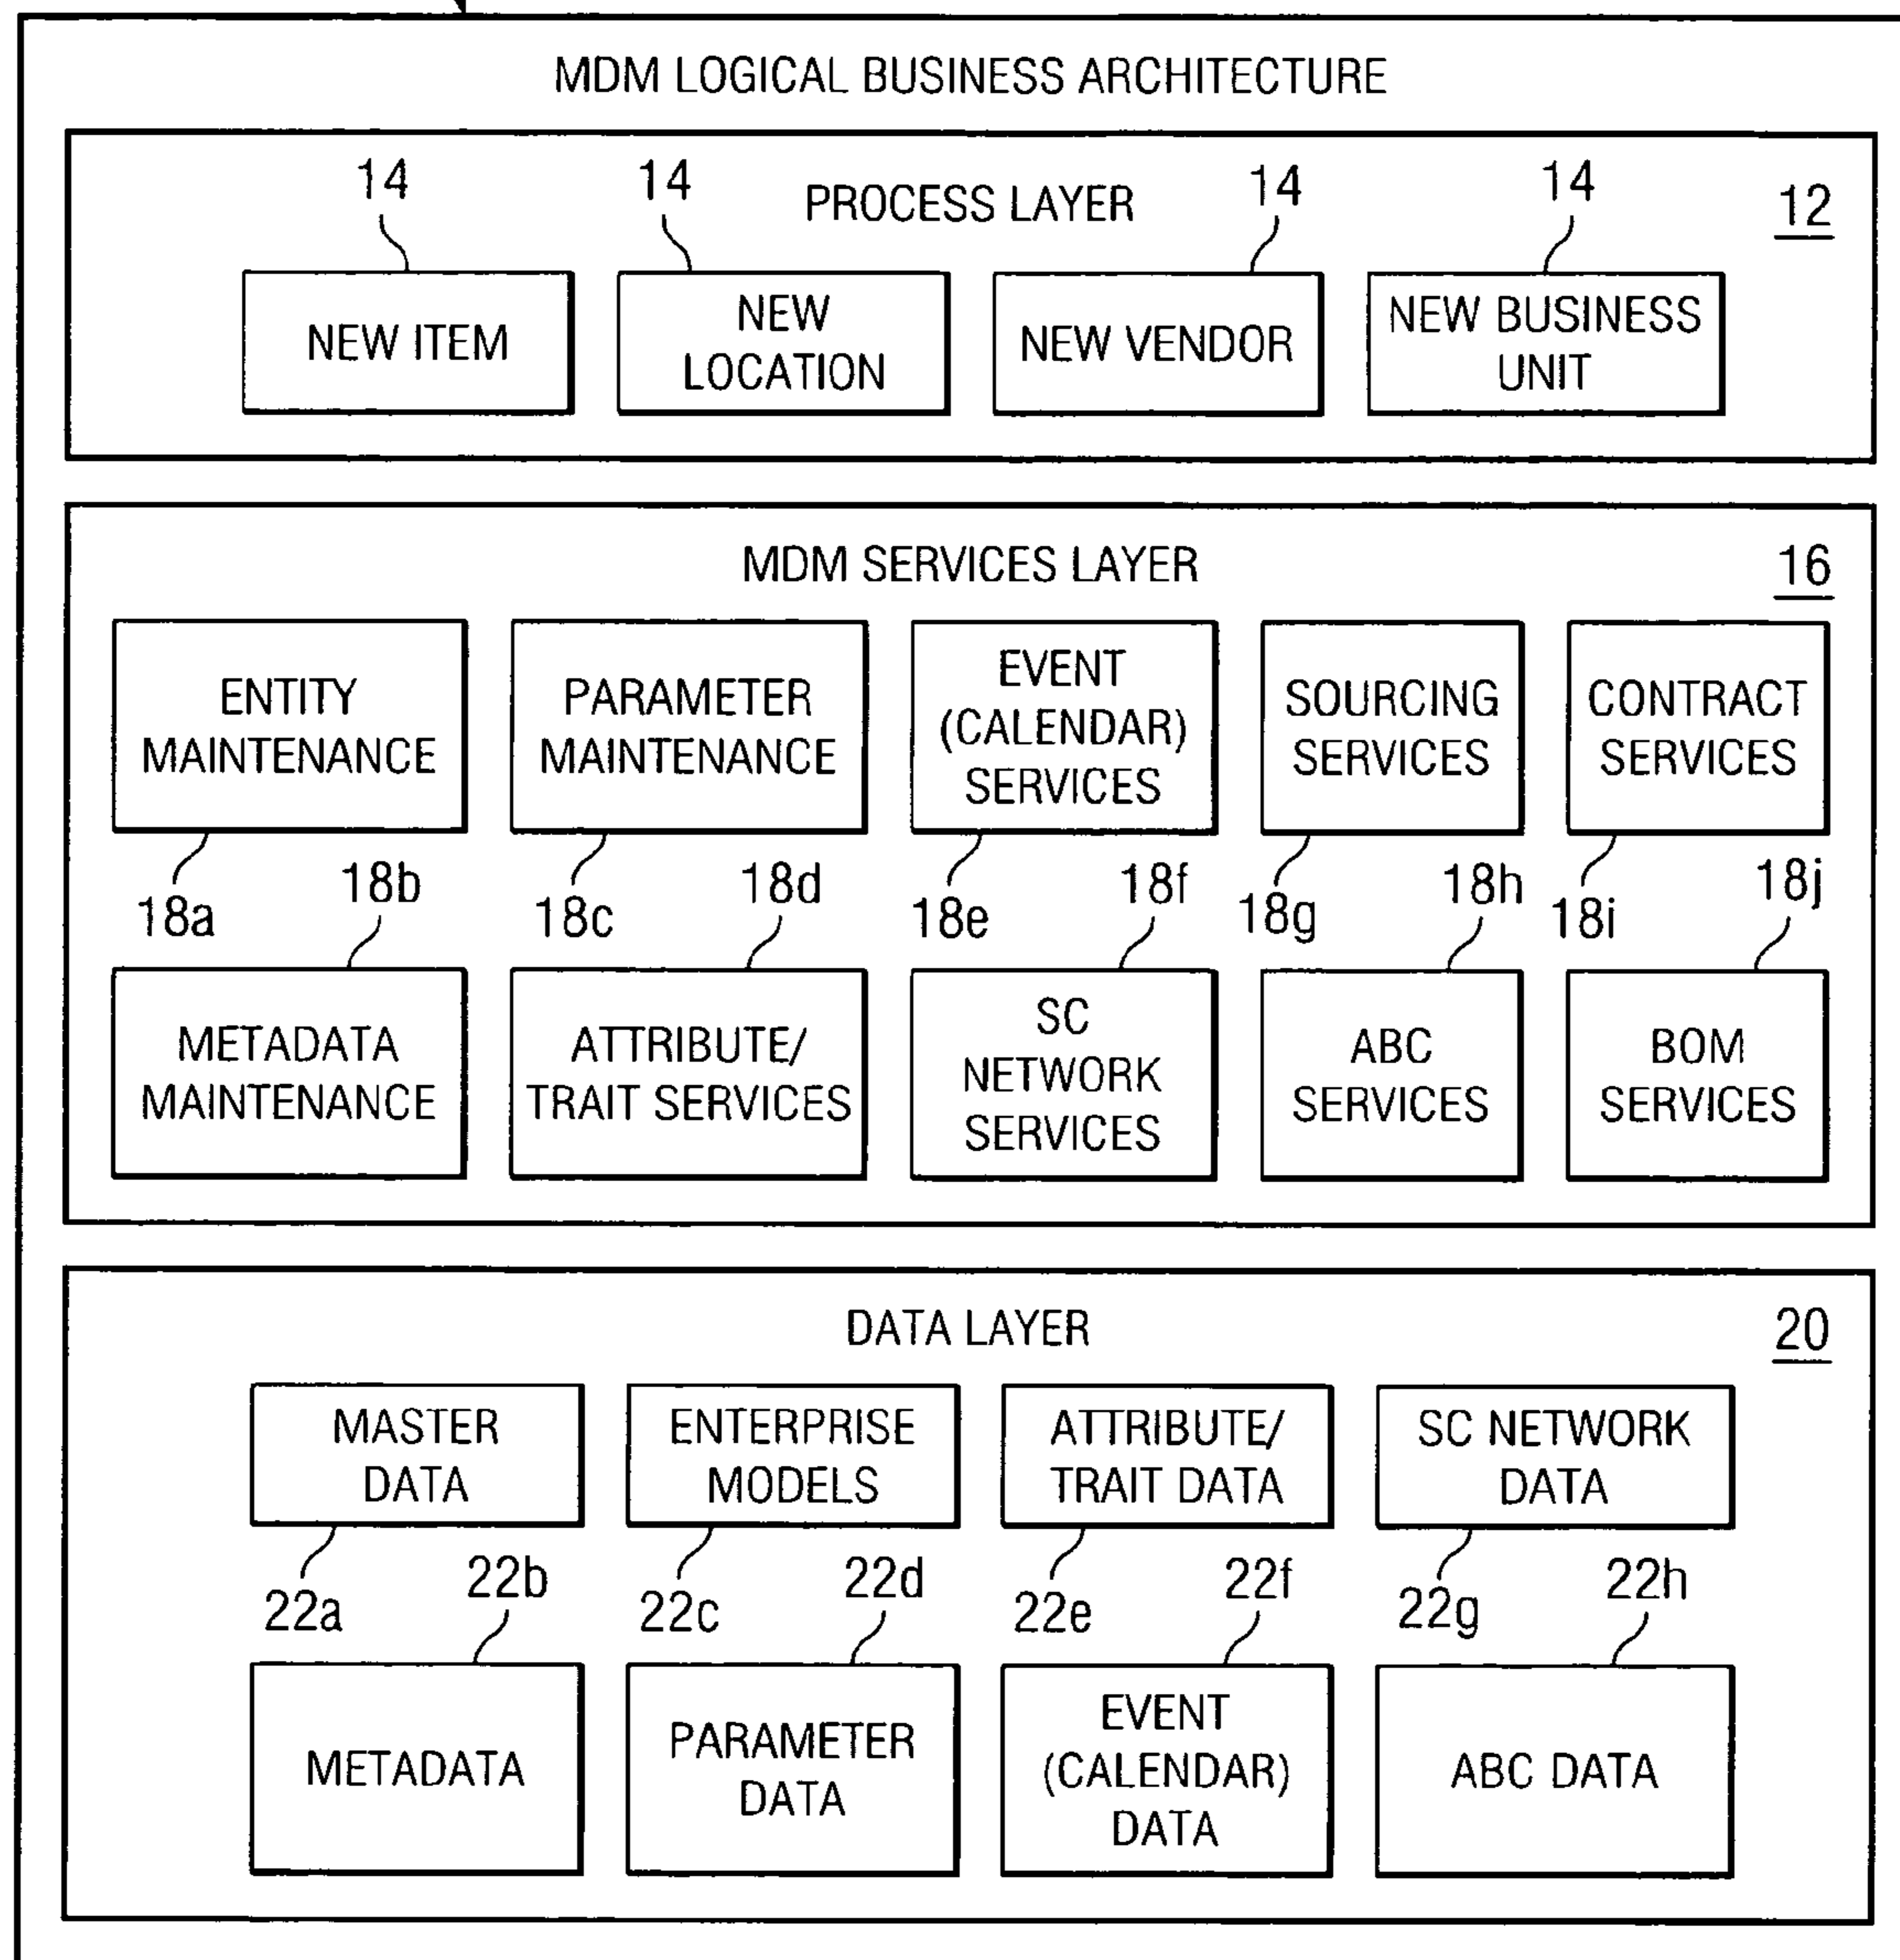 MDM LOGICAL BUSINESS ARCHITECTURE
14 14 14 14
PROCESS LAYER 12
NEW ITEM
NEW
LOCATION
NEW VENDOR
NEW BUSINESS
UNIT
MDM SERVICES LAYER 16
ENTITY
MAINTENANCE
PARAMETER
MAINTENANCE
EVENT
(CALENDAR)
SERVICES
SOURCING
SERVICES
CONTRACT
SERVICES
18a 18b 18c 18d 18e 18f 18g 18h 18i 18j
METADATA
MAINTENANCE
ATTRIBUTE/
TRAIT SERVICES
SC
NETWORK
SERVICES
ABC
SERVICES
BOM
SERVICES
DATA LAYER 20
MASTER
DATA
ENTERPRISE
MODELS
ATTRIBUTE/
TRAIT DATA
SC NETWORK
DATA
22a 22b 22c 22d 22e 22f 22g 22h
METADATA
PARAMETER
DATA
EVENT
(CALENDAR)
DATA
ABC DATA